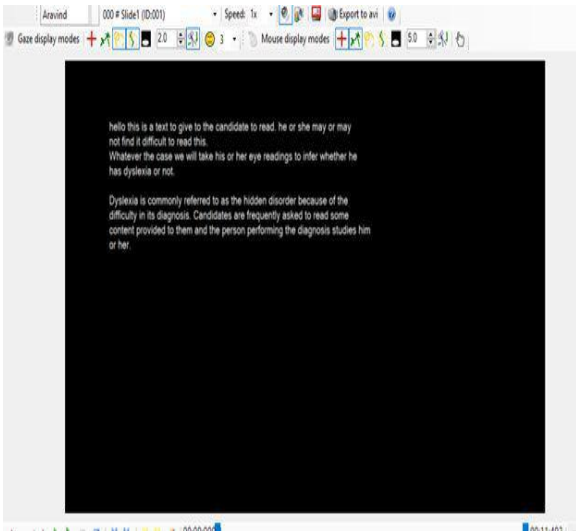 Aravind 000 # Slide1 (ID:001) Speed: 1x Export to avi
Gaze display modes 2.0 3 Mouse display modes 5.0
hello this is a text to give to the candidate to read. he or she may or may
not find it difficult to read this.
Whatever the case we will take his or her eye readings to infer whether he
has dyslexia or not.
Dyslexia is commonly referred to as the hidden disorder because of the
difficulty in its diagnosis. Candidates are frequently asked to read some
content provided to them and the person performing the diagnosis studies him
or her.